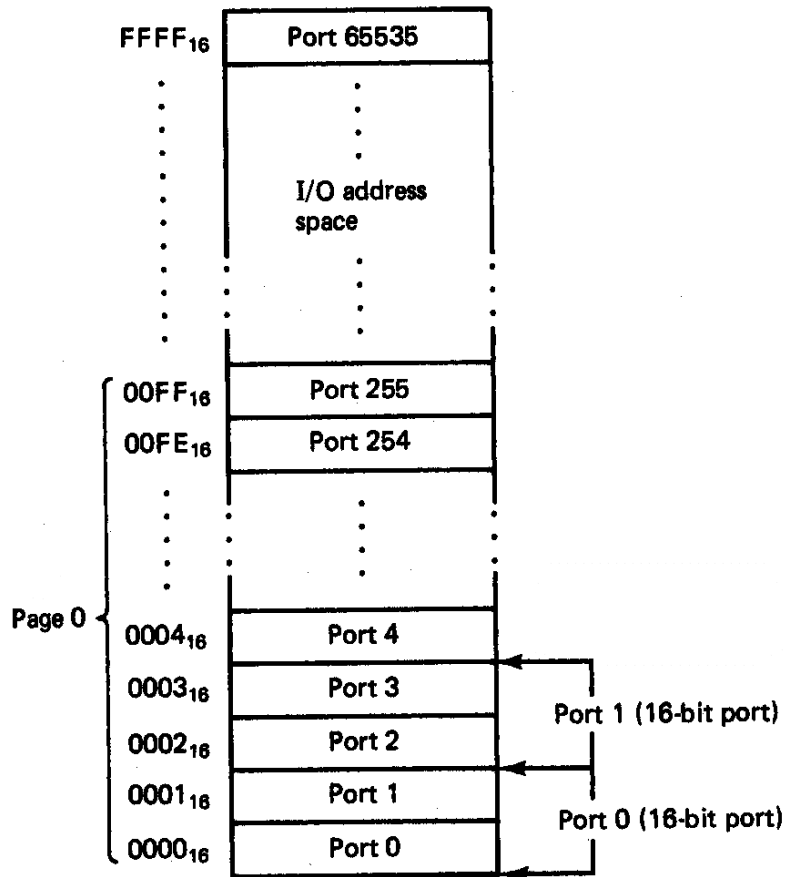 FFFF₁₆ Port 65535
I/O address
space
00FF₁₆ Port 255
00FE₁₆ Port 254
Page 0
0004₁₆ Port 4
0003₁₆ Port 3
Port 1 (16-bit port)
0002₁₆ Port 2
0001₁₆ Port 1
Port 0 (16-bit port)
0000₁₆ Port 0